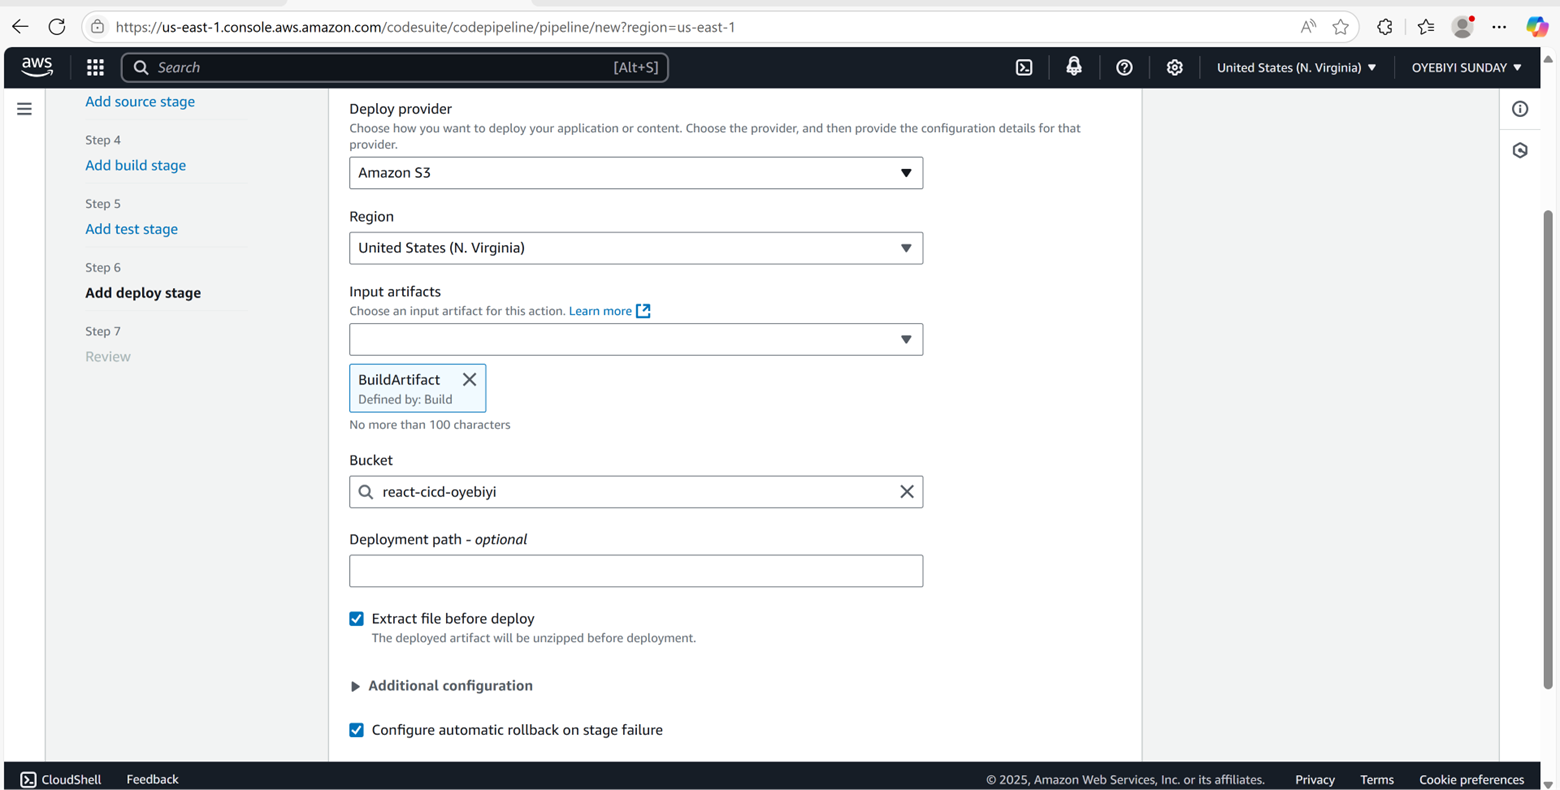 https://us-east-1.console.aws.amazon.com/codesuite/codepipeline/pipeline/new?region=us-east-1
aws
Search
[Alt+S]
United States (N. Virginia)
OYEBIYI SUNDAY
Add source stage
Step 4
Add build stage
Step 5
Add test stage
Step 6
Add deploy stage
Step 7
Review
Deploy provider
Choose how you want to deploy your application or content. Choose the provider, and then provide the configuration details for that
provider.
Amazon S3
Region
United States (N. Virginia)
Input artifacts
Choose an input artifact for this action. Learn more
BuildArtifact
Defined by: Build
No more than 100 characters
Bucket
react-cicd-oyebiyi
Deployment path - optional
Extract file before deploy
The deployed artifact will be unzipped before deployment.
Additional configuration
Configure automatic rollback on stage failure
CloudShell
Feedback
© 2025, Amazon Web Services, Inc. or its affiliates.
Privacy
Terms
Cookie preferences